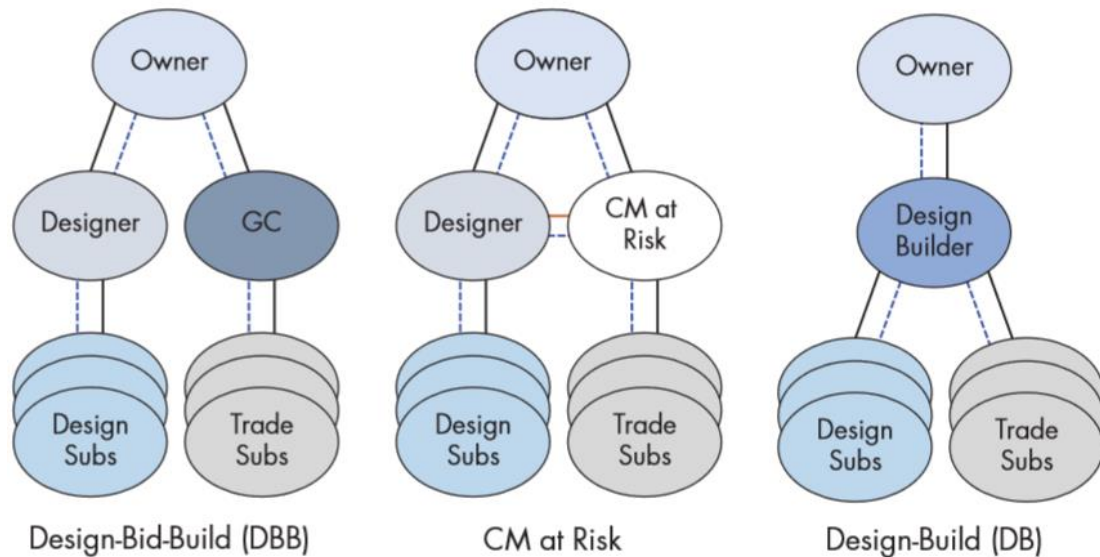 Owner
Designer
GC
Design
Subs
Trade
Subs
Design-Bid-Build (DBB)
Owner
Designer
CM at
Risk
Design
Subs
Trade
Subs
CM at Risk
Owner
Design
Builder
Design
Subs
Trade
Subs
Design-Build (DB)